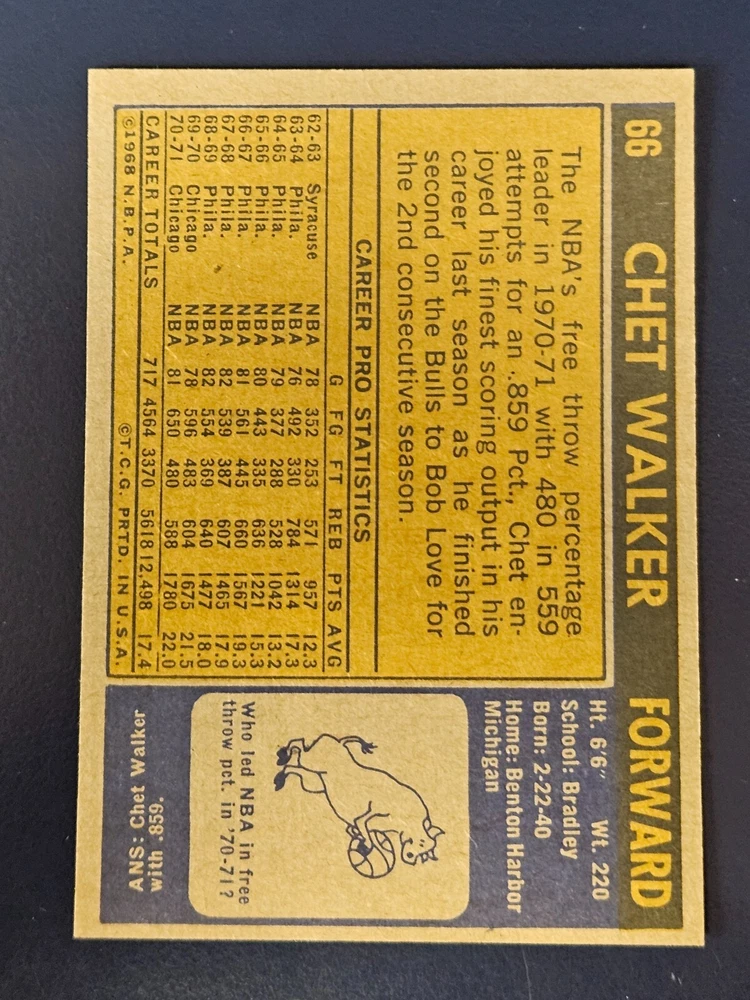 66 CHET WALKER FORWARD
The NBA's free throw percentage
leader in 1970-71 with 480 in 559
attempts for an .859 Pct., Chet en-
joyed his finest scoring output in his
career last season as he finished
second on the Bulls to Bob Love for
the 2nd consecutive season.
CAREER PRO STATISTICS
G FG FT REB PTS AVG
62-63 Syracuse NBA 78 352 253 571 957 12.3
63-64 Phila. NBA 76 492 330 784 1314 17.3
64-65 Phila. NBA 79 377 288 528 1042 13.2
65-66 Phila. NBA 80 443 335 636 1221 15.3
66-67 Phila. NBA 81 561 445 660 1567 19.3
67-68 Phila. NBA 82 539 387 607 1465 17.9
68-69 Phila. NBA 82 554 369 640 1477 18.0
69-70 Chicago NBA 78 596 483 604 1675 21.5
70-71 Chicago NBA 81 650 480 588 1780 22.0
CAREER TOTALS 717 4564 3370 5618 12,498 17.4
©1968 N.B.P.A. ©T.C.G. PRTD. IN U.S.A.
Ht. 6'6" Wt. 220
School: Bradley
Born: 2-22-40
Home: Benton Harbor
Michigan
Who led NBA in free
throw pct. in '70-71?
ANS: Chet Walker
with .859.